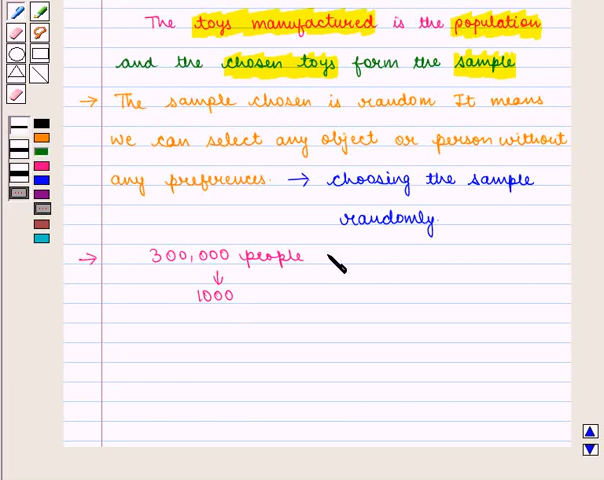 The toys manufactured is the population
and the chosen toys form the sample
→ The sample chosen is random It means
we can select any object or person without
any preferences. → choosing the sample
randomly.
→ 300,000 people
↓
1000